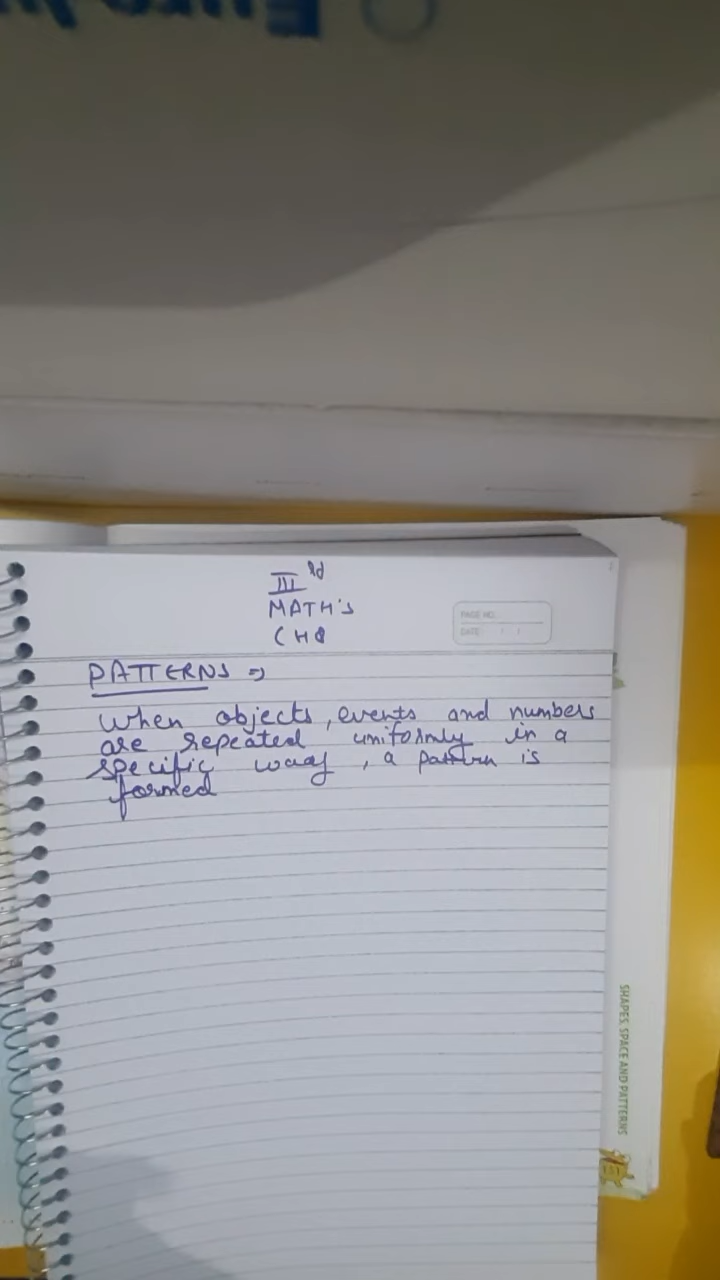 III rd
MATH'S
CH8
PAGE NO.
DATE: / /
PATTERNS ⇒
When objects, events and numbers
are repeated uniformly in a
specific way, a pattern is
formed
SHAPES, SPACE AND PATTERNS
151